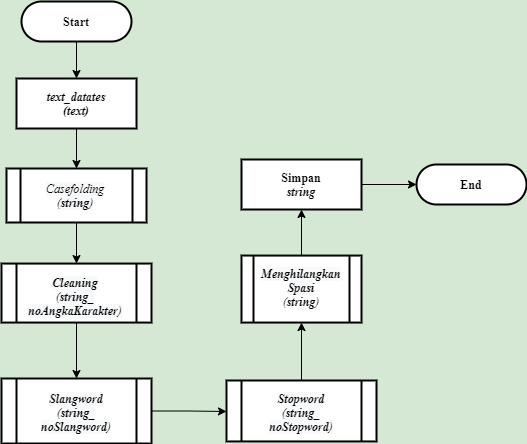 Start
text_datates
(text)
Casefolding
(string)
Cleaning
(string_
noAngkaKarakter)
Slangword
(string_
noSlangword)
Stopword
(string_
noStopword)
Menghilangkan
Spasi
(string)
Simpan
string
End